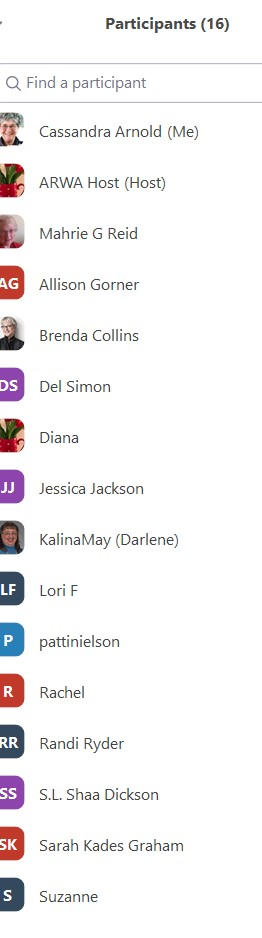 Participants (16)
Find a participant
Cassandra Arnold (Me)
ARWA Host (Host)
Mahrie G Reid
AG Allison Gorner
Brenda Collins
DS Del Simon
Diana
JJ Jessica Jackson
KalinaMay (Darlene)
LF Lori F
P pattinielson
R Rachel
RR Randi Ryder
SS S.L. Shaa Dickson
SK Sarah Kades Graham
S Suzanne